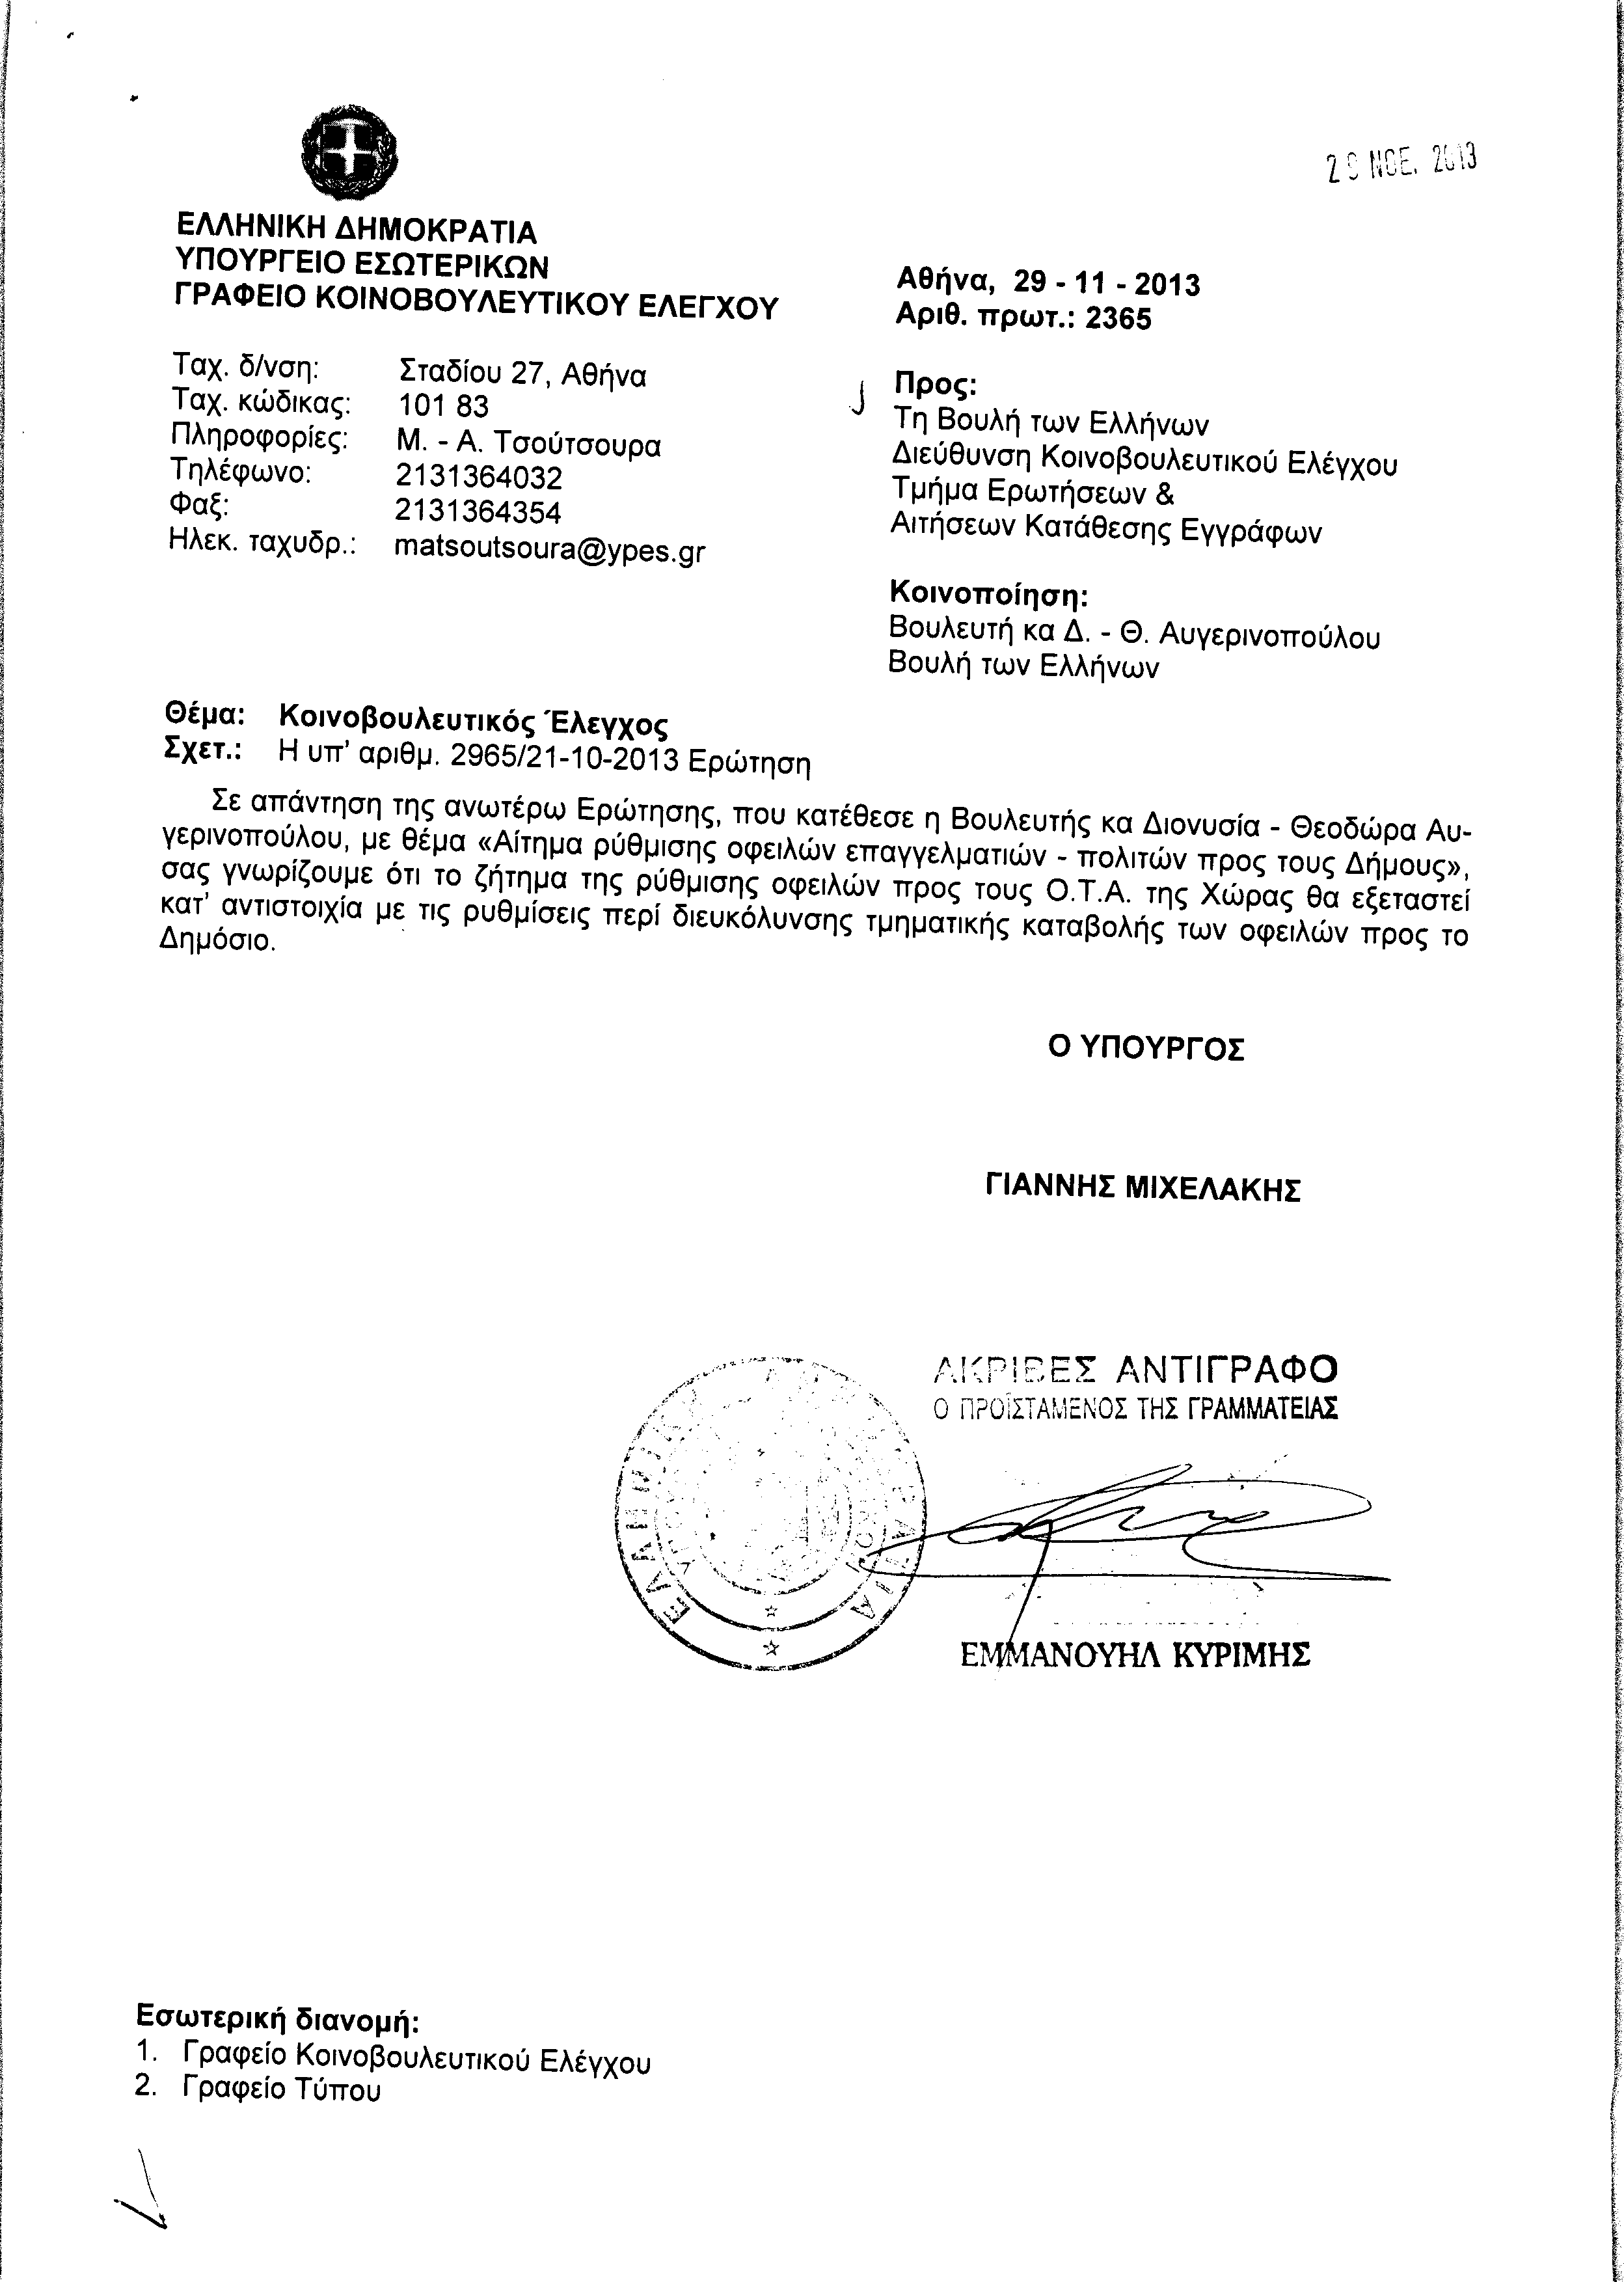 29 ΝΟΕ. 2013
ΕΛΛΗΝΙΚΗ ΔΗΜΟΚΡΑΤΙΑ
ΥΠΟΥΡΓΕΙΟ ΕΣΩΤΕΡΙΚΩΝ
ΓΡΑΦΕΙΟ ΚΟΙΝΟΒΟΥΛΕΥΤΙΚΟΥ ΕΛΕΓΧΟΥ
Ταχ. δ/νση: Σταδίου 27, Αθήνα
Ταχ. κώδικας: 101 83
Πληροφορίες: Μ. - Α. Τσούτσουρα
Τηλέφωνο: 2131364032
Φαξ: 2131364354
Ηλεκ. ταχυδρ.: matsoutsoura@ypes.gr
Αθήνα, 29 - 11 - 2013
Αριθ. πρωτ.: 2365
Προς:
Τη Βουλή των Ελλήνων
Διεύθυνση Κοινοβουλευτικού Ελέγχου
Τμήμα Ερωτήσεων &
Αιτήσεων Κατάθεσης Εγγράφων
Κοινοποίηση:
Βουλευτή κα Δ. - Θ. Αυγερινοπούλου
Βουλή των Ελλήνων
Θέμα: Κοινοβουλευτικός Έλεγχος
Σχετ.: Η υπ' αριθμ. 2965/21-10-2013 Ερώτηση
Σε απάντηση της ανωτέρω Ερώτησης, που κατέθεσε η Βουλευτής κα Διονυσία - Θεοδώρα Αυ-
γερινοπούλου, με θέμα «Αίτημα ρύθμισης οφειλών επαγγελματιών - πολιτών προς τους Δήμους»,
σας γνωρίζουμε ότι το ζήτημα της ρύθμισης οφειλών προς τους Ο.Τ.Α. της Χώρας θα εξεταστεί
κατ' αντιστοιχία με τις ρυθμίσεις περί διευκόλυνσης τμηματικής καταβολής των οφειλών προς το
Δημόσιο.
Ο ΥΠΟΥΡΓΟΣ
ΓΙΑΝΝΗΣ ΜΙΧΕΛΑΚΗΣ
ΑΚΡΙΒΕΣ ΑΝΤΙΓΡΑΦΟ
Ο ΠΡΟΪΣΤΑΜΕΝΟΣ ΤΗΣ ΓΡΑΜΜΑΤΕΙΑΣ
ΕΛΛΗΝΙΚΗ ΔΗΜΟΚΡΑΤΙΑ
ΕΜΜΑΝΟΥΗΛ ΚΥΡΙΜΗΣ
Εσωτερική διανομή:
1. Γραφείο Κοινοβουλευτικού Ελέγχου
2. Γραφείο Τύπου